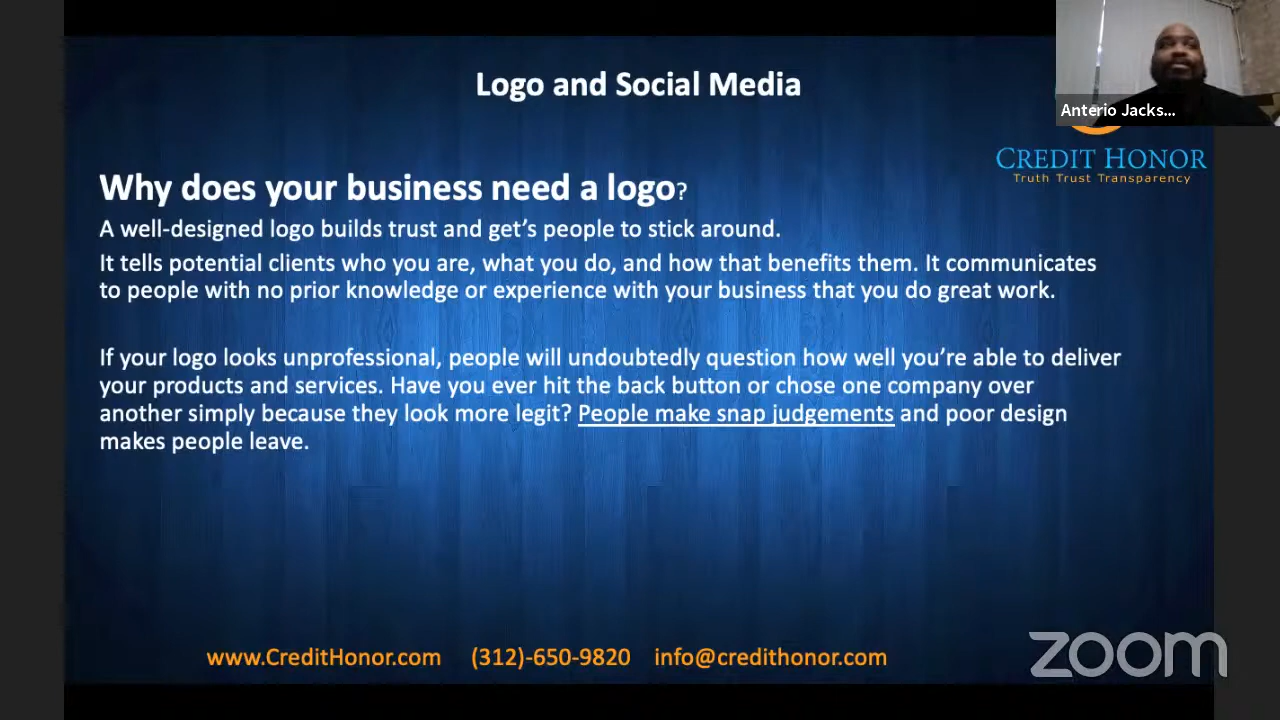 Logo and Social Media
Anterio Jacks...
CREDIT HONOR
Truth Trust Transparency
Why does your business need a logo?
A well-designed logo builds trust and get's people to stick around.
It tells potential clients who you are, what you do, and how that benefits them. It communicates
to people with no prior knowledge or experience with your business that you do great work.
If your logo looks unprofessional, people will undoubtedly question how well you're able to deliver
your products and services. Have you ever hit the back button or chose one company over
another simply because they look more legit? People make snap judgements and poor design
makes people leave.
www.CreditHonor.com (312)-650-9820 info@credithonor.com
zoom